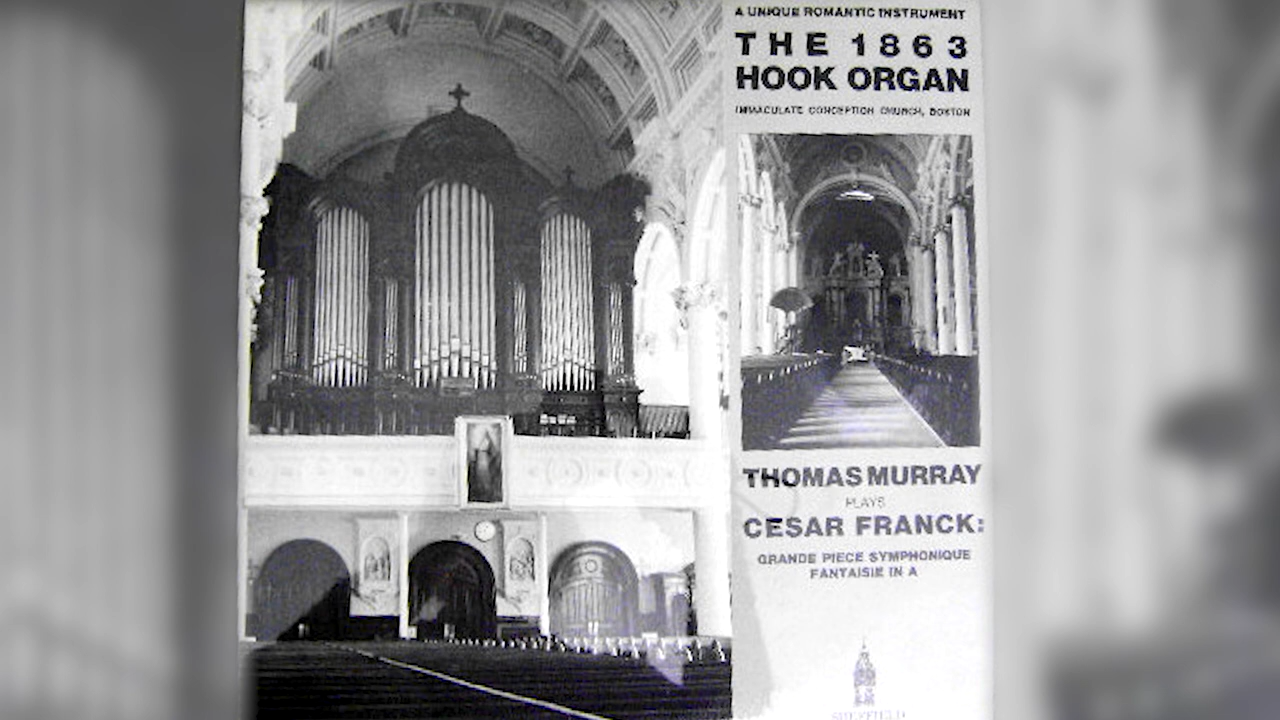 A UNIQUE ROMANTIC INSTRUMENT
THE 1863
HOOK ORGAN
IMMACULATE CONCEPTION CHURCH, BOSTON
THOMAS MURRAY
PLAYS
CESAR FRANCK:
GRANDE PIECE SYMPHONIQUE
FANTAISIE IN A
SHEFFIELD